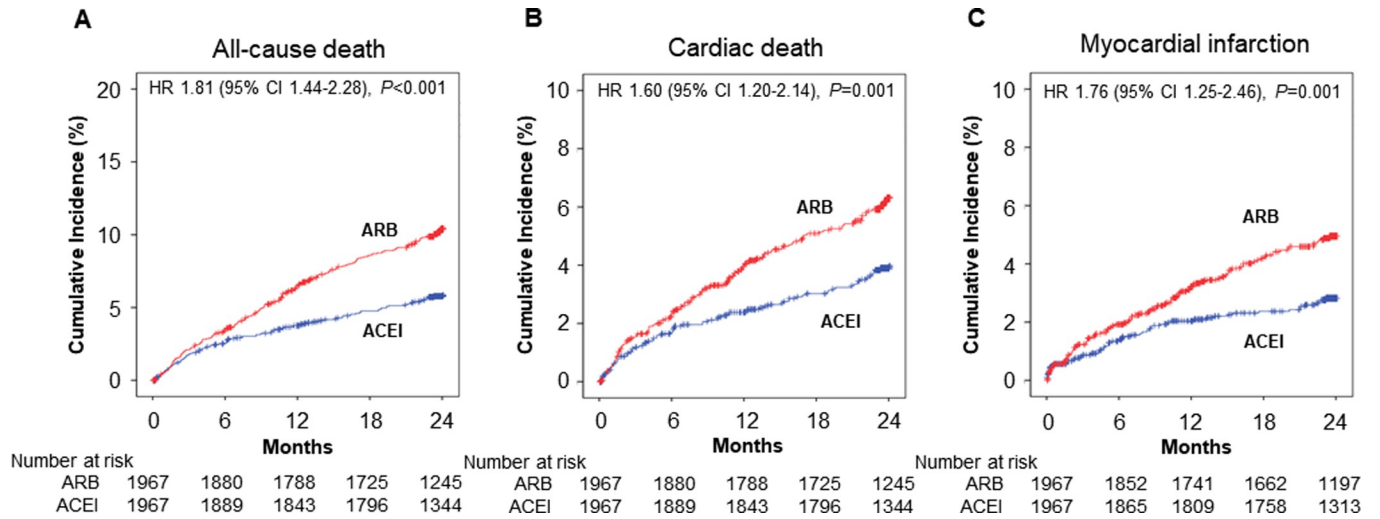 A
All-cause death
HR 1.81 (95% CI 1.44-2.28), P<0.001
Cumulative Incidence (%)
20
15
10
5
0
ARB
ACEI
0 6 12 18 24
Months
Number at risk
ARB 1967 1880 1788 1725 1245
ACEI 1967 1889 1843 1796 1344
B
Cardiac death
HR 1.60 (95% CI 1.20-2.14), P=0.001
Cumulative Incidence (%)
10
8
6
4
2
0
ARB
ACEI
0 6 12 18 24
Months
Number at risk
ARB 1967 1880 1788 1725 1245
ACEI 1967 1889 1843 1796 1344
C
Myocardial infarction
HR 1.76 (95% CI 1.25-2.46), P=0.001
Cumulative Incidence (%)
10
8
6
4
2
0
ARB
ACEI
0 6 12 18 24
Months
Number at risk
ARB 1967 1852 1741 1662 1197
ACEI 1967 1865 1809 1758 1313